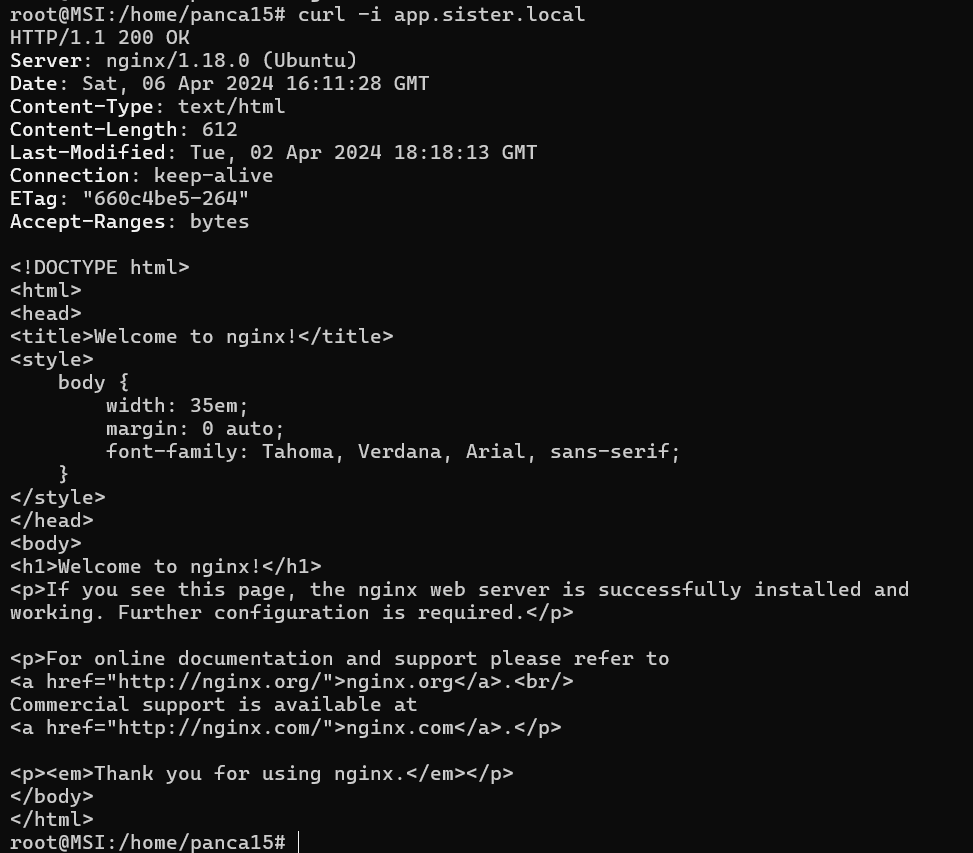 root@MSI:/home/panca15# curl -i app.sister.local
HTTP/1.1 200 OK
Server: nginx/1.18.0 (Ubuntu)
Date: Sat, 06 Apr 2024 16:11:28 GMT
Content-Type: text/html
Content-Length: 612
Last-Modified: Tue, 02 Apr 2024 18:18:13 GMT
Connection: keep-alive
ETag: "660c4be5-264"
Accept-Ranges: bytes

<!DOCTYPE html>
<html>
<head>
<title>Welcome to nginx!</title>
<style>
    body {
        width: 35em;
        margin: 0 auto;
        font-family: Tahoma, Verdana, Arial, sans-serif;
    }
</style>
</head>
<body>
<h1>Welcome to nginx!</h1>
<p>If you see this page, the nginx web server is successfully installed and
working. Further configuration is required.</p>

<p>For online documentation and support please refer to
<a href="http://nginx.org/">nginx.org</a>.<br/>
Commercial support is available at
<a href="http://nginx.com/">nginx.com</a>.</p>

<p><em>Thank you for using nginx.</em></p>
</body>
</html>
root@MSI:/home/panca15#